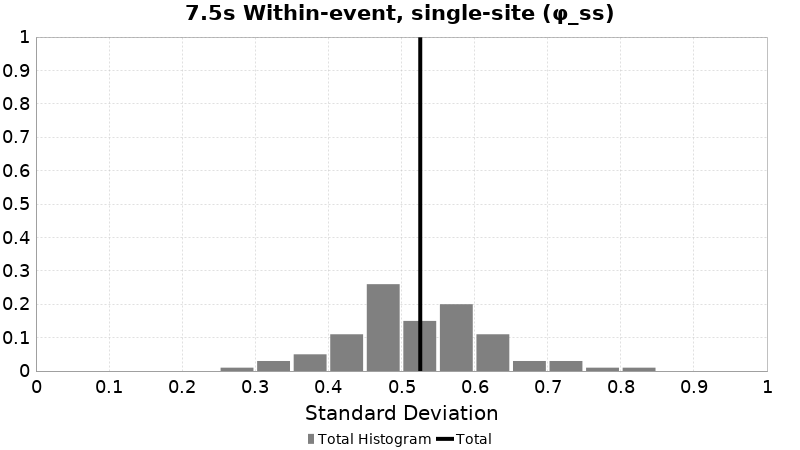 7.5s Within-event, single-site (φ_ss)
1
0.9
0.8
0.7
0.6
0.5
0.4
0.3
0.2
0.1
0
0 0.1 0.2 0.3 0.4 0.5 0.6 0.7 0.8 0.9 1
Standard Deviation
Total Histogram Total